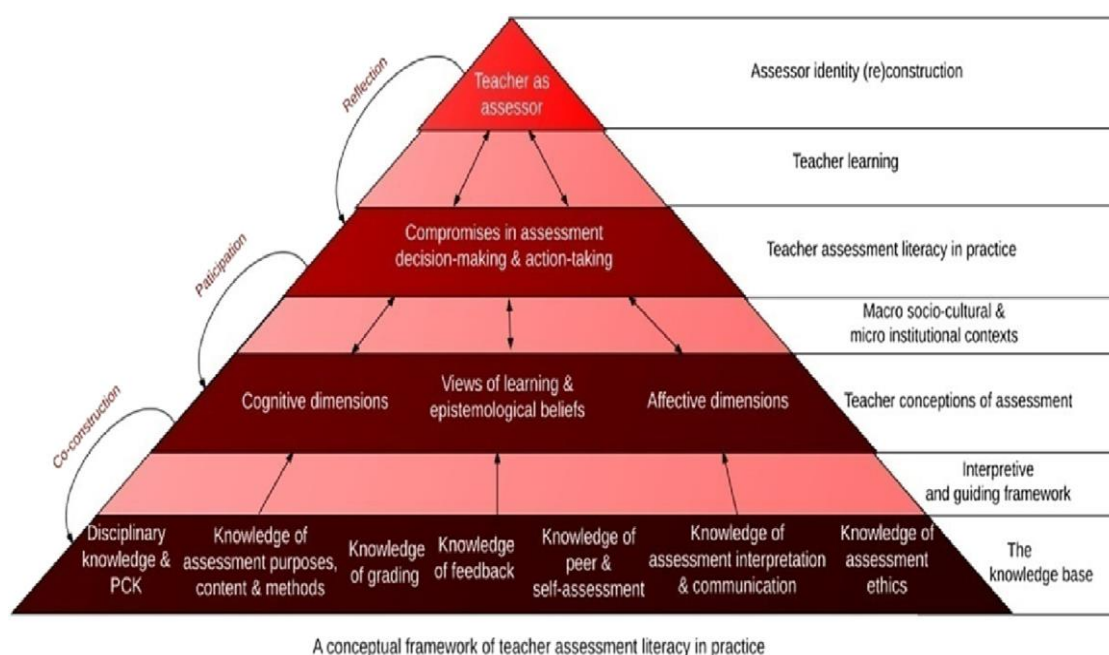 Reflection
Teacher as
assessor
Assessor identity (re)construction
Teacher learning
Paticipation
Compromises in assessment
decision-making & action-taking
Teacher assessment literacy in practice
Macro socio-cultural &
micro institutional contexts
Co-construction
Cognitive dimensions
Views of learning &
epistemological beliefs
Affective dimensions
Teacher conceptions of assessment
Interpretive
and guiding framework
Disciplinary
knowledge &
PCK
Knowledge of
assessment purposes,
content & methods
Knowledge
of grading
Knowledge
of feedback
Knowledge of
peer &
self-assessment
Knowledge of
assessment interpretation
& communication
Knowledge of
assessment
ethics
The
knowledge base
A conceptual framework of teacher assessment literacy in practice